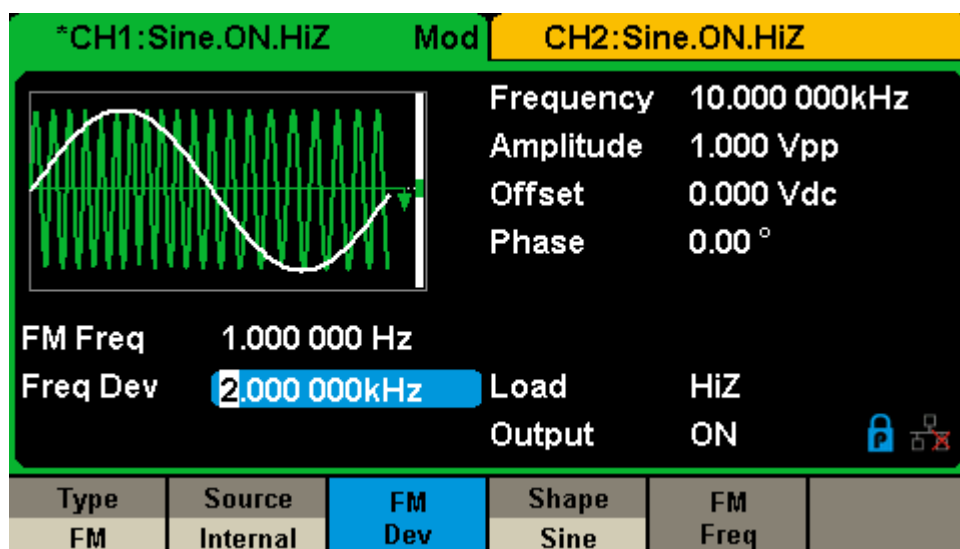 *CH1:Sine.ON.HiZ Mod CH2:Sine.ON.HiZ
Frequency 10.000 000kHz
Amplitude 1.000 Vpp
Offset 0.000 Vdc
Phase 0.00 °
FM Freq 1.000 000 Hz
Freq Dev 2.000 000kHz Load HiZ
Output ON P
Type Source FM Shape FM
FM Internal Dev Sine Freq